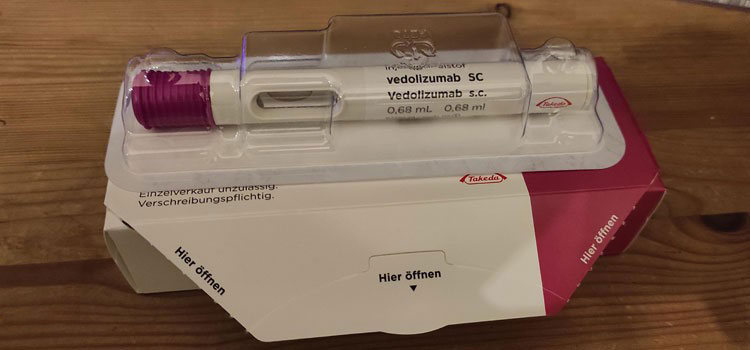 vedolizumab SC
Vedolizumab s.c.
0,68 mL 0,68 ml
Takeda
Einzelverkauf unzulässig.
Verschreibungspflichtig.
Takeda
Hier öffnen
Hier öffnen
Hier öffnen